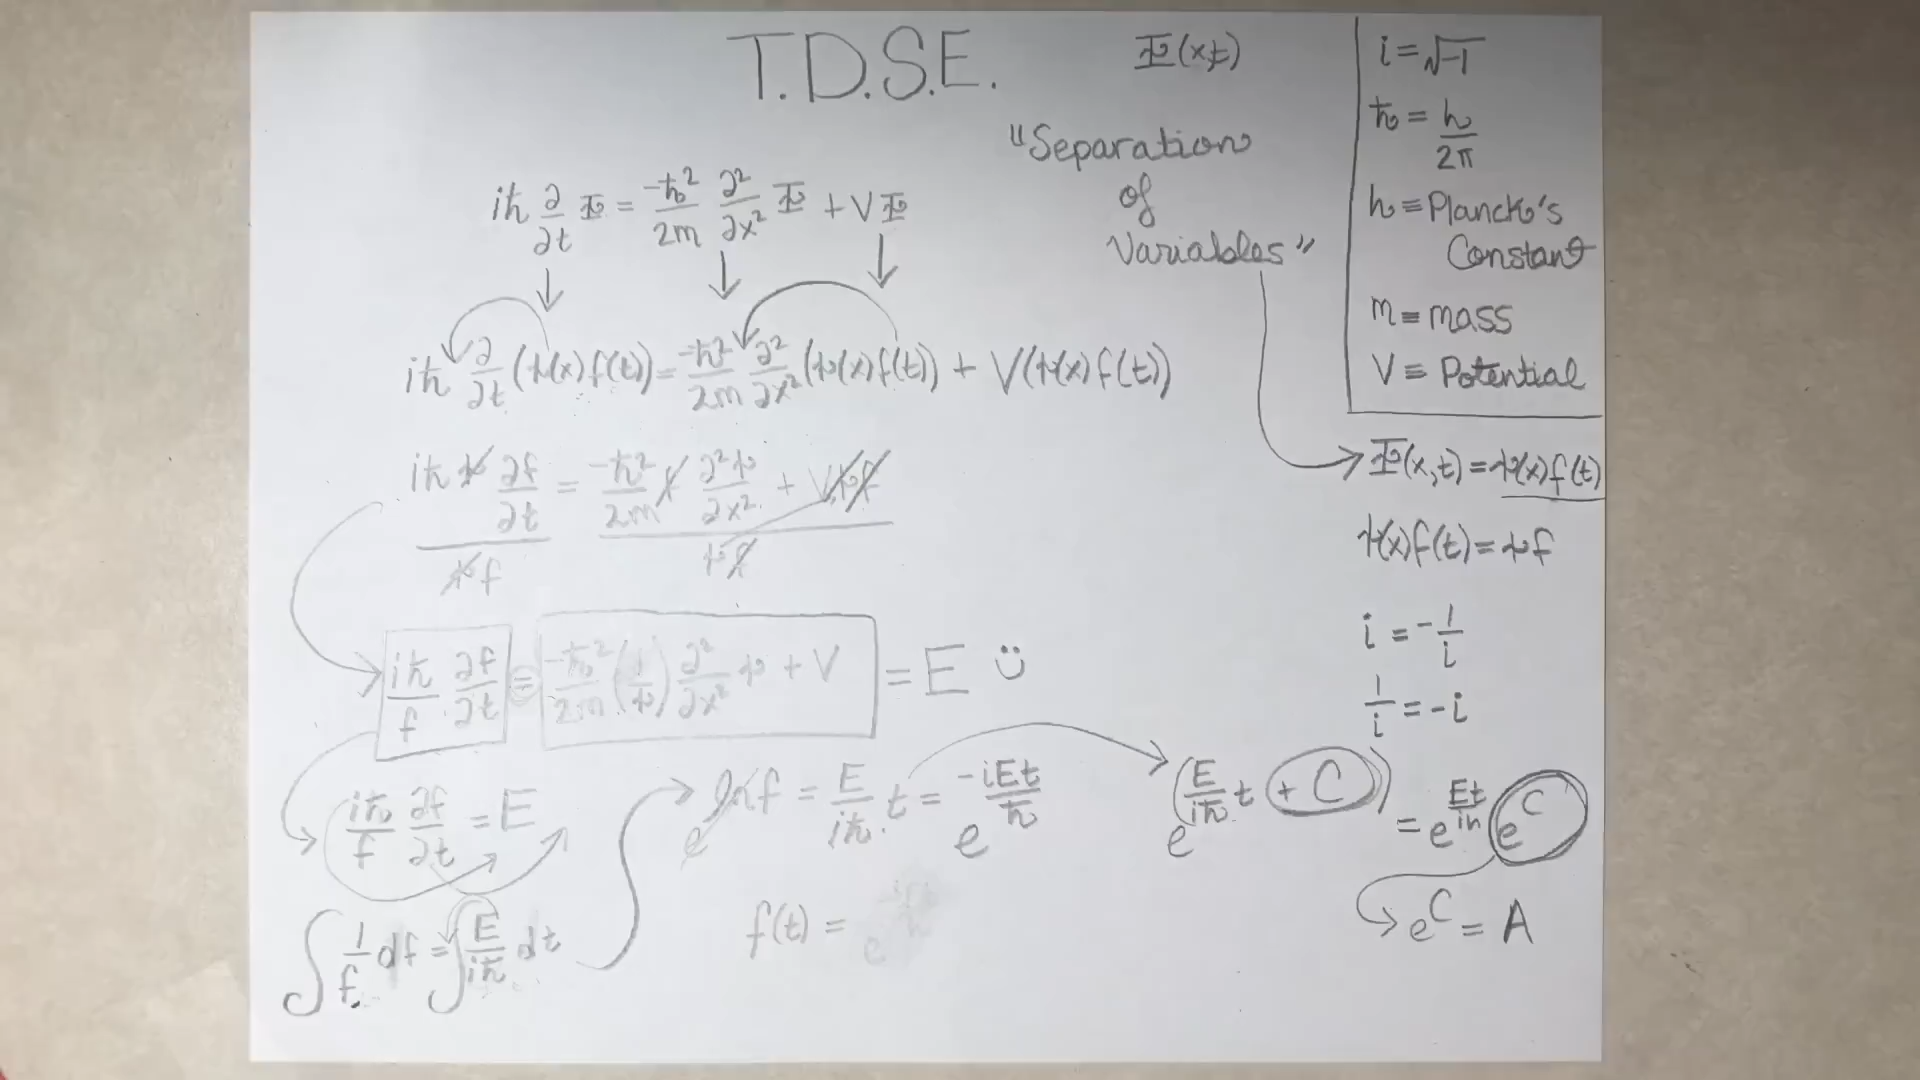 T.D.S.E.
Ψ(x,t)
"Separation
of
Variables"
iħ ∂/∂t Ψ = -ħ²/2m ∂²/∂x² Ψ + VΨ
iħ ∂/∂t (ψ(x)f(t)) = -ħ²/2m ∂²/∂x² (ψ(x)f(t)) + V(ψ(x)f(t))
iħ ψ ∂f/∂t = -ħ²/2m f ∂²ψ/∂x² + Vψf
ψf ψf
iħ/f ∂f/∂t = -ħ²/2m (1/ψ) ∂²/∂x² ψ + V = E
iħ/f ∂f/∂t = E
∫ 1/f df = ∫ E/iħ dt
e^ln f = E/iħ t = e^(-iEt/ħ)
f(t) =
e^(E/iħ t + C) = e^(Et/iħ) e^C
e^C = A
i = √-1
ħ = h/2π
h ≡ Planck's
Constant
m ≡ mass
V ≡ Potential
Ψ(x,t) = ψ(x)f(t)
ψ(x)f(t) = ψf
i = -1/i
1/i = -i